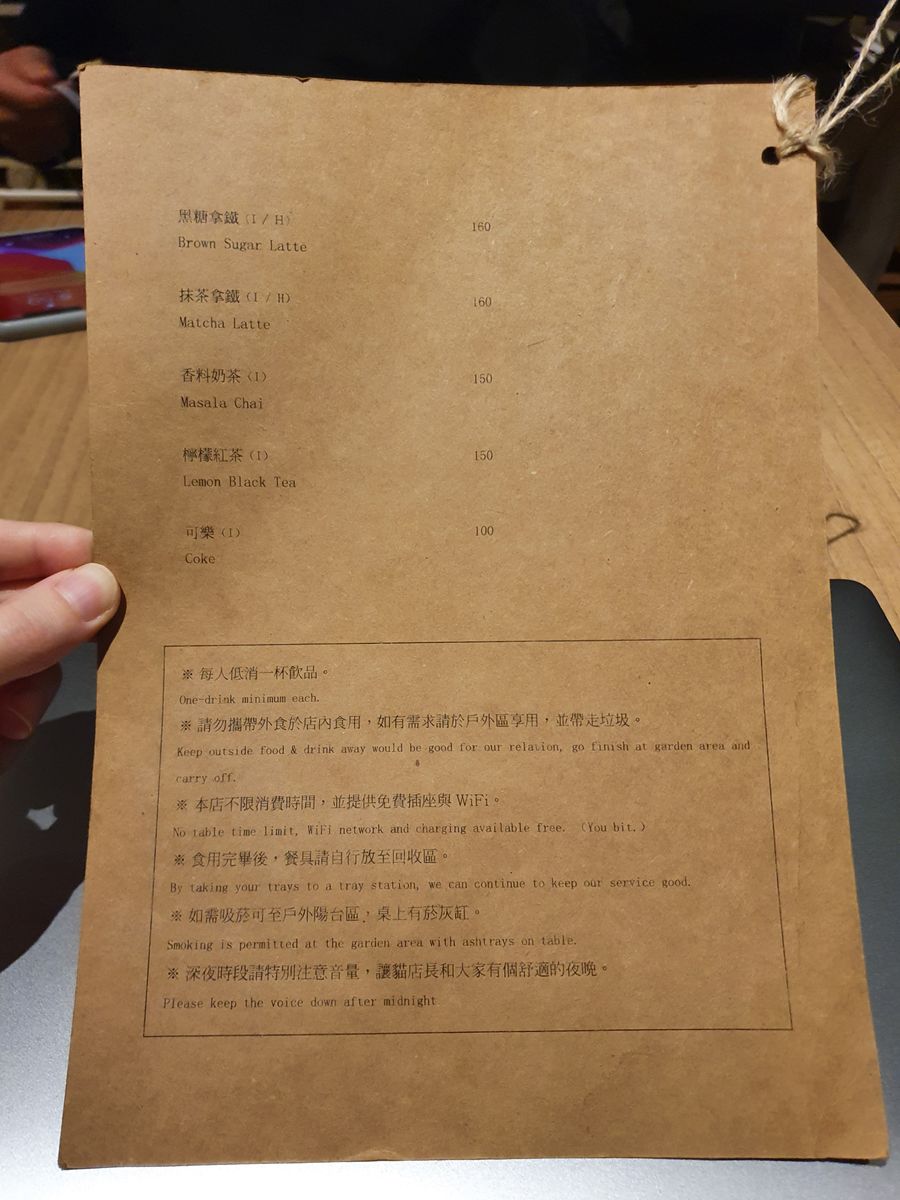 黑糖拿鐵 (I / H)
160
Brown Sugar Latte
抹茶拿鐵 (I / H)
160
Matcha Latte
香料奶茶 (I)
150
Masala Chai
檸檬紅茶 (I)
150
Lemon Black Tea
可樂 (I)
100
Coke
※ 每人低消一杯飲品。
One-drink minimum each.
※ 請勿攜帶外食於店內食用，如有需求請於戶外區享用，並帶走垃圾。
Keep outside food & drink away would be good for our relation, go finish at garden area and
carry off.
※ 本店不限消費時間，並提供免費插座與 WiFi。
No table time limit, WiFi network and charging available free. (You bit.)
※ 食用完畢後，餐具請自行放至回收區。
By taking your trays to a tray station, we can continue to keep our service good.
※ 如需吸菸可至戶外陽台區，桌上有菸灰缸。
Smoking is permitted at the garden area with ashtrays on table.
※ 深夜時段請特別注意音量，讓貓店長和大家有個舒適的夜晚。
Please keep the voice down after midnight